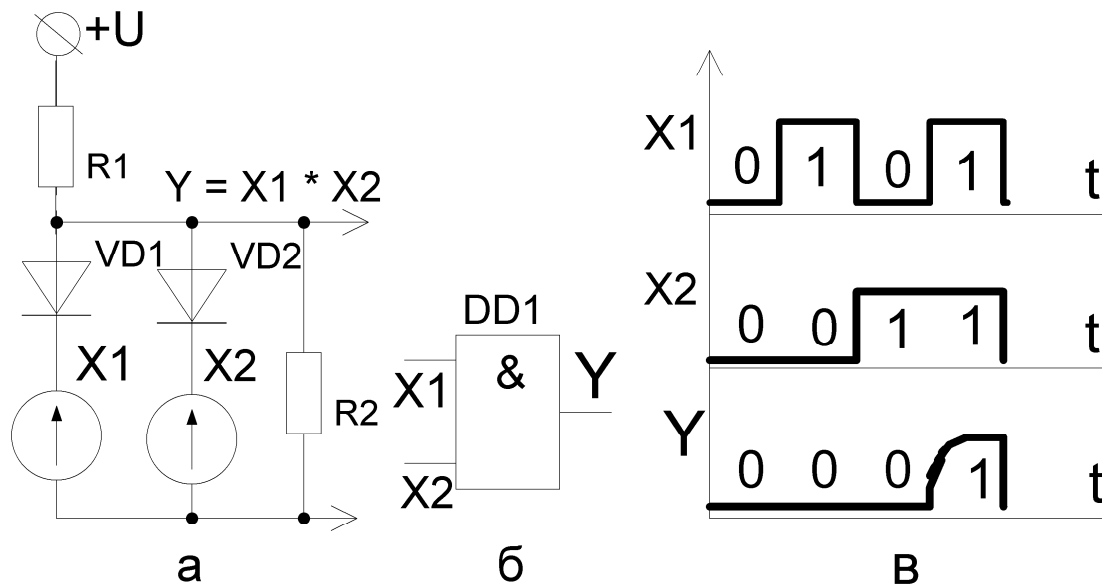 +U
R1
Y = X1 * X2
VD1
VD2
X1
X2
R2
а
DD1
&
X1
X2
Y
б
X1
0 1 0 1 t
X2
0 0 1 1 t
Y
0 0 0 1 t
в